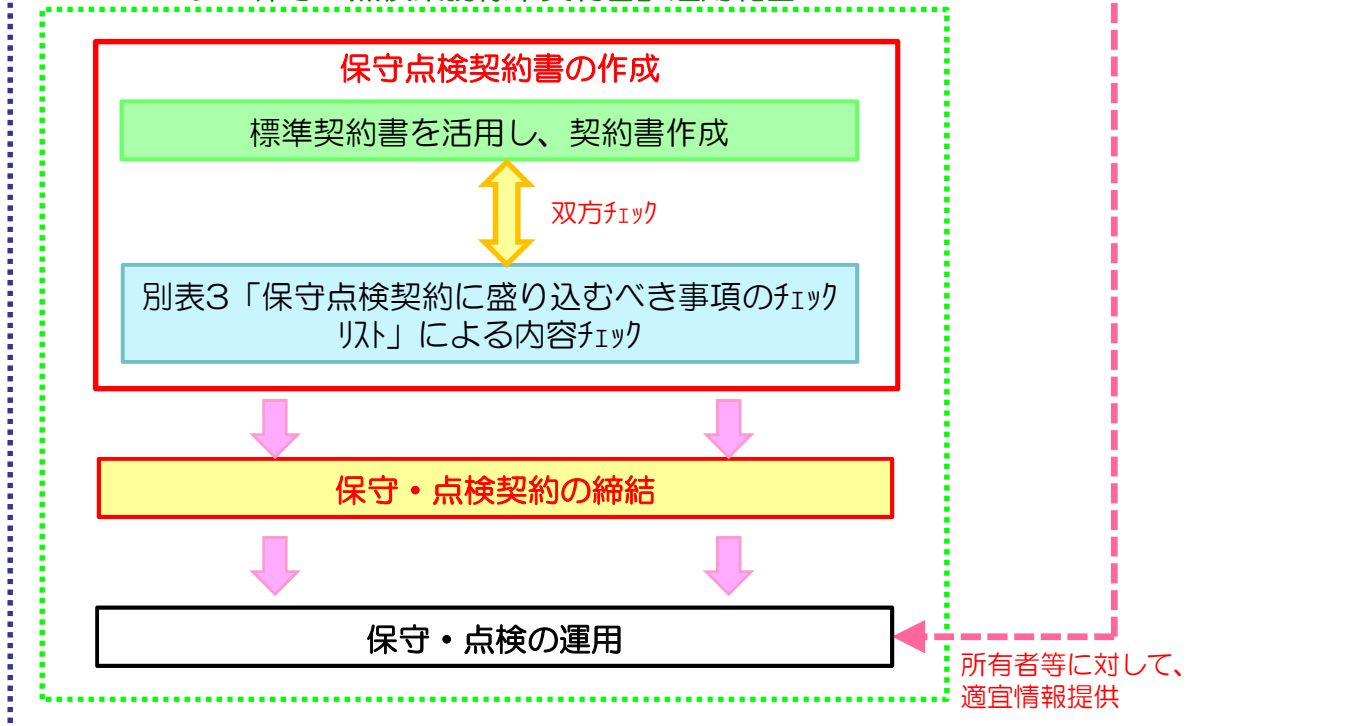 保守点検契約書の作成
標準契約書を活用し、契約書作成
双方ﾁｪｯｸ
別表3「保守点検契約に盛り込むべき事項のﾁｪｯｸ
ﾘｽﾄ」による内容ﾁｪｯｸ
保守・点検契約の締結
保守・点検の運用
所有者等に対して、
適宜情報提供